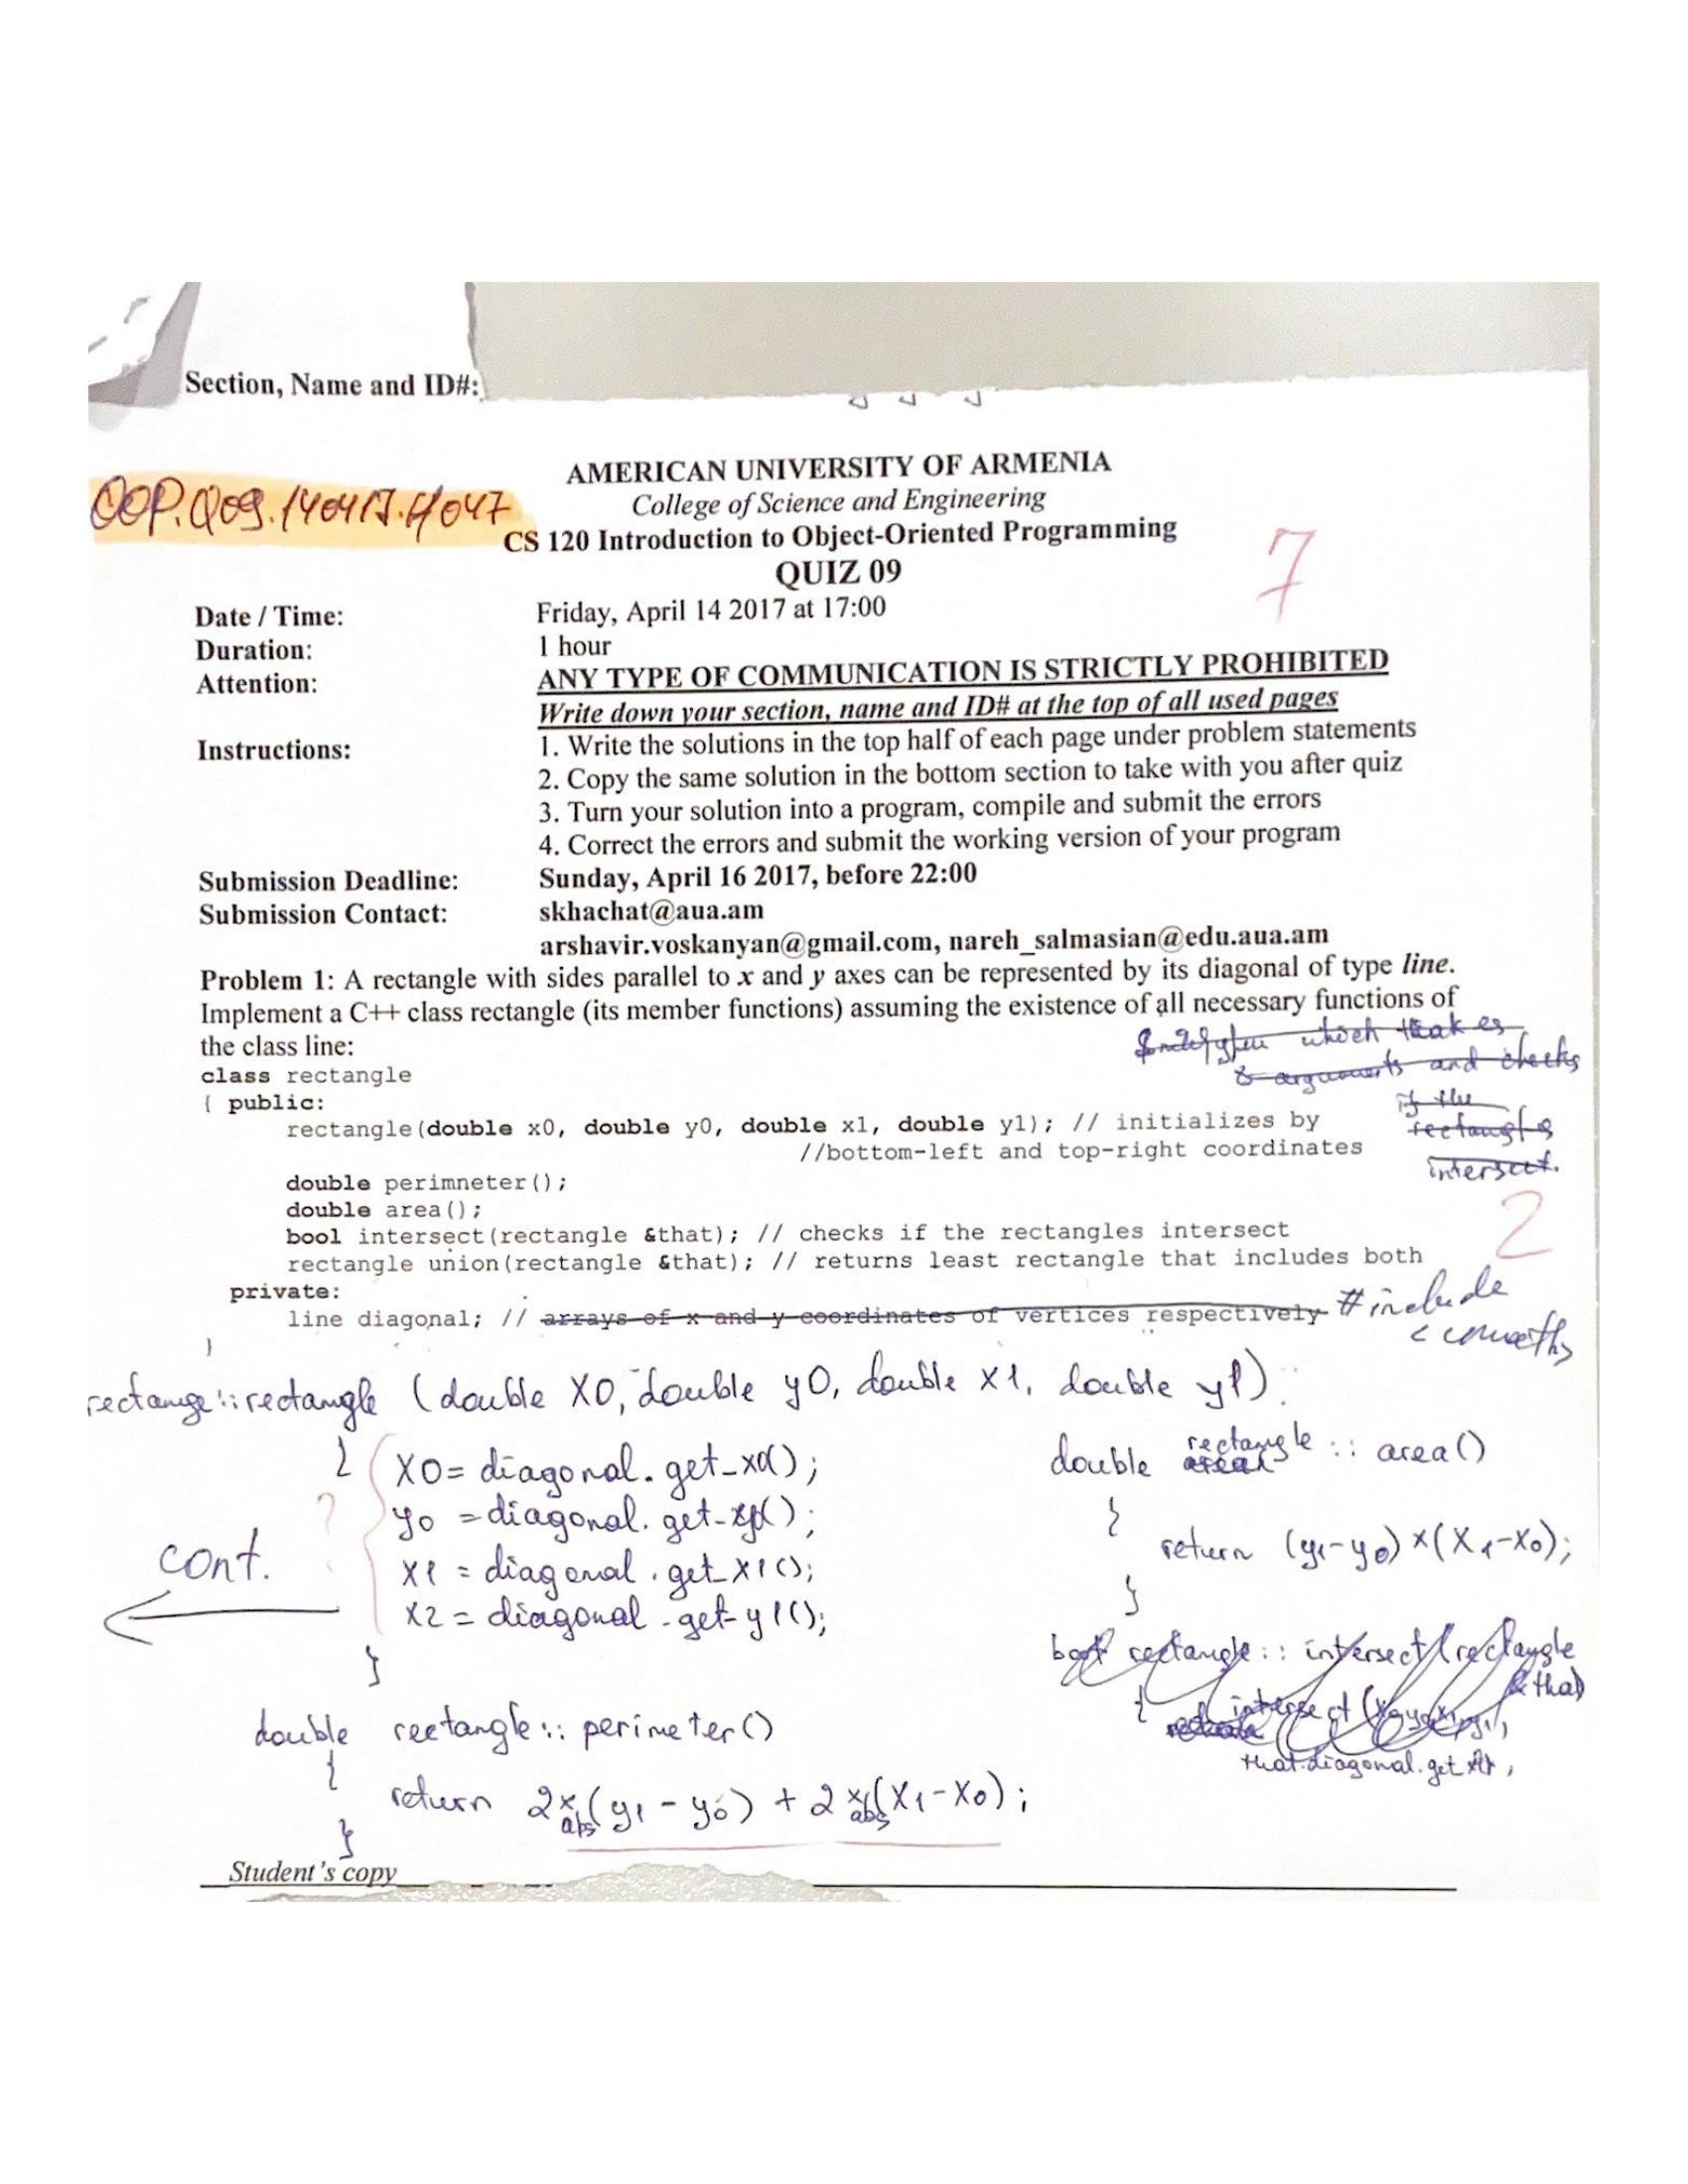 Section, Name and ID#:
AMERICAN UNIVERSITY OF ARMENIA
College of Science and Engineering
OOP.Q09.140417.H047
CS 120 Introduction to Object-Oriented Programming
7
QUIZ 09
Date / Time: Friday, April 14 2017 at 17:00
Duration: 1 hour
Attention: ANY TYPE OF COMMUNICATION IS STRICTLY PROHIBITED
Write down your section, name and ID# at the top of all used pages
Instructions: 1. Write the solutions in the top half of each page under problem statements
2. Copy the same solution in the bottom section to take with you after quiz
3. Turn your solution into a program, compile and submit the errors
4. Correct the errors and submit the working version of your program
Submission Deadline: Sunday, April 16 2017, before 22:00
Submission Contact: skhachat@aua.am
arshavir.voskanyan@gmail.com, nareh_salmasian@edu.aua.am
Problem 1: A rectangle with sides parallel to x and y axes can be represented by its diagonal of type line.
Implement a C++ class rectangle (its member functions) assuming the existence of all necessary functions of
the class line:
which takes
arguments and checks
if the
rectangles
intersect.
class rectangle
{ public:
rectangle(double x0, double y0, double x1, double y1); // initializes by
//bottom-left and top-right coordinates
double perimneter();
double area();
bool intersect(rectangle &that); // checks if the rectangles intersect
2
rectangle union(rectangle &that); // returns least rectangle that includes both
private:
line diagonal; // arrays of x and y coordinates of vertices respectively
}
#include
<cmath>
rectange::rectangle (double X0, double y0, double x1, double y1)
{ X0 = diagonal.get_x0();
?
y0 = diagonal.get_y0();
x1 = diagonal.get_x1();
x2 = diagonal.get_y1();
}
cont.
double rectangle::perimeter()
{
return 2 x abs(y1 - y0) + 2 x abs(X1 - X0);
}
double rectangle :: area()
{
return (y1-y0) x (X1-X0);
}
bool rectangle :: intersect(rectangle
&that)
{ intersect
that.diagonal.get
Student's copy